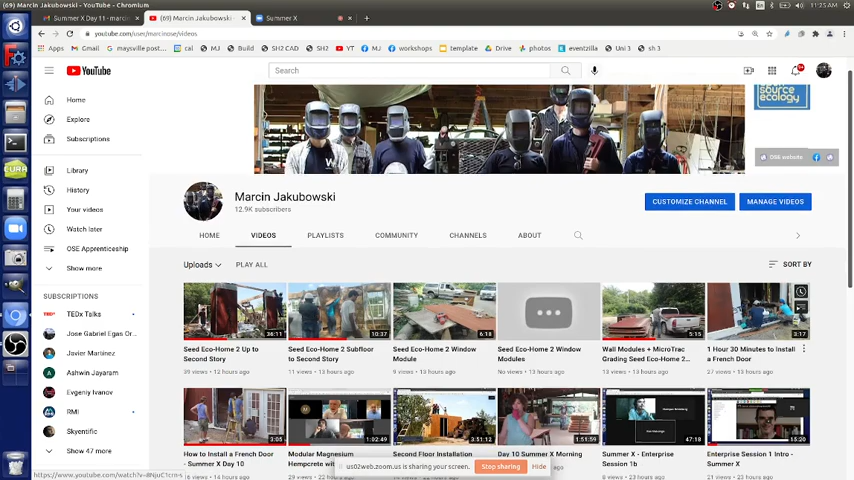 (69) Marcin Jakubowski - YouTube - Chromium
11:25 AM
Summer X Day 11 - marcin
(69) Marcin Jakubowski -
Summer X
youtube.com/user/marcinose/videos
M Gmail
maysville port...
cal
MJ
Build
SH2 CAD
SH2
YT
MJ
workshops
template
Drive
photos
eventzilla
Uni 3
sh 3
YouTube
Search
9+
Home
Explore
Subscriptions
Library
History
Your videos
Watch later
OSE Apprenticeship
Show more
SUBSCRIPTIONS
TEDx Talks
Jose Gabriel Egas Or...
Javier Martinez
Ashwin Jayaram
Evgeniy Ivanov
RMI
Skyentific
Show 47 more
source
ecology
OSE website
Marcin Jakubowski
12.9K subscribers
CUSTOMIZE CHANNEL
MANAGE VIDEOS
HOME
VIDEOS
PLAYLISTS
COMMUNITY
CHANNELS
ABOUT
Uploads
PLAY ALL
SORT BY
36:11
10:37
6:18
5:15
3:17
Seed Eco-Home 2 Up to
Second Story
39 views • 12 hours ago
Seed Eco-Home 2 Subfloor
to Second Story
29 views • 12 hours ago
Seed Eco-Home 2 Window
Module
9 views • 13 hours ago
Seed Eco-Home 2 Window
Modules
No views • 13 hours ago
Wall Modules + MicroTrac
Grading Seed Eco-Home 2...
26 views • 13 hours ago
1 Hour 30 Minutes to Install
a French Door
27 views • 13 hours ago
3:05
1:02:49
3:51:12
1:51:59
47:18
15:20
How to Install a French Door
- Summer X Day 10
Modular Magnesium
Hempcrete wi
Second Floor Installation
Day 10 Summer X Morning
Summer X - Enterprise
Session 1b
Enterprise Session 1 Intro -
Summer X
us02web.zoom.us is sharing your screen.
Stop sharing
Hide